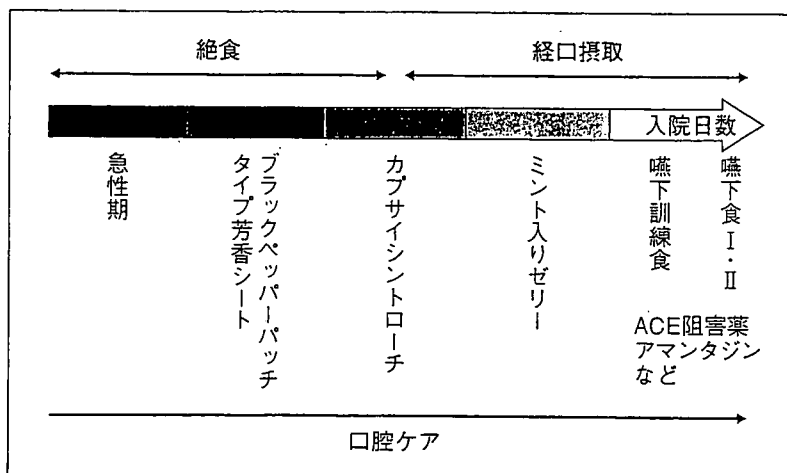 絶食
経口摂取
入院日数
急性期
ブラックペッパーパッチ
タイプ芳香シート
カプサイシントローチ
ミント入りゼリー
嚥下訓練食
嚥下食Ⅰ・Ⅱ
ACE阻害薬
アマンタジン
など
口腔ケア